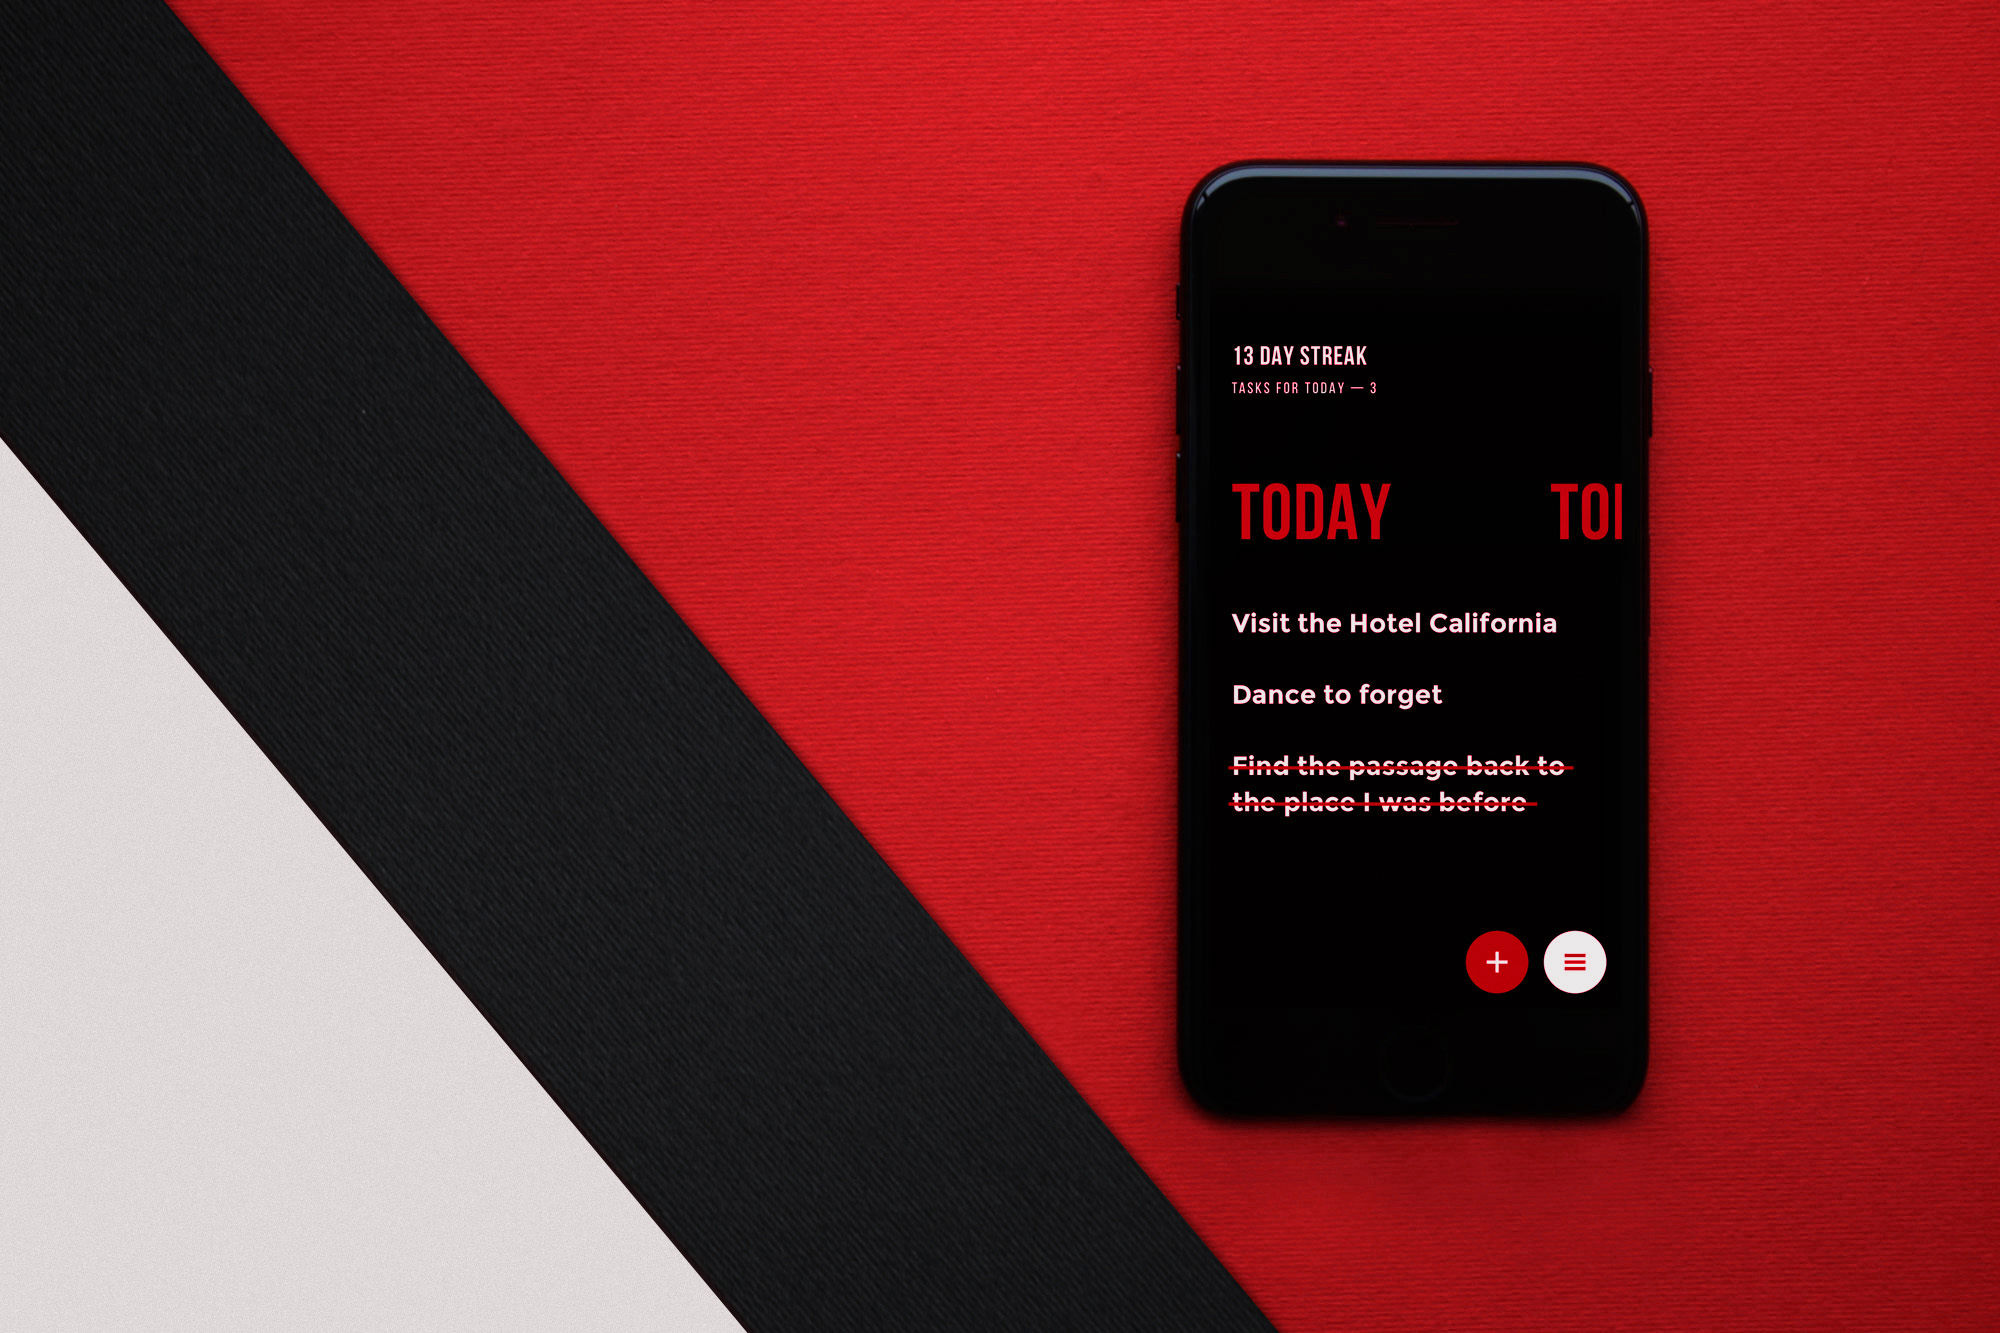 13 DAY STREAK
TASKS FOR TODAY — 3
TODAY
TO
Visit the Hotel California
Dance to forget
Find the passage back to
the place I was before